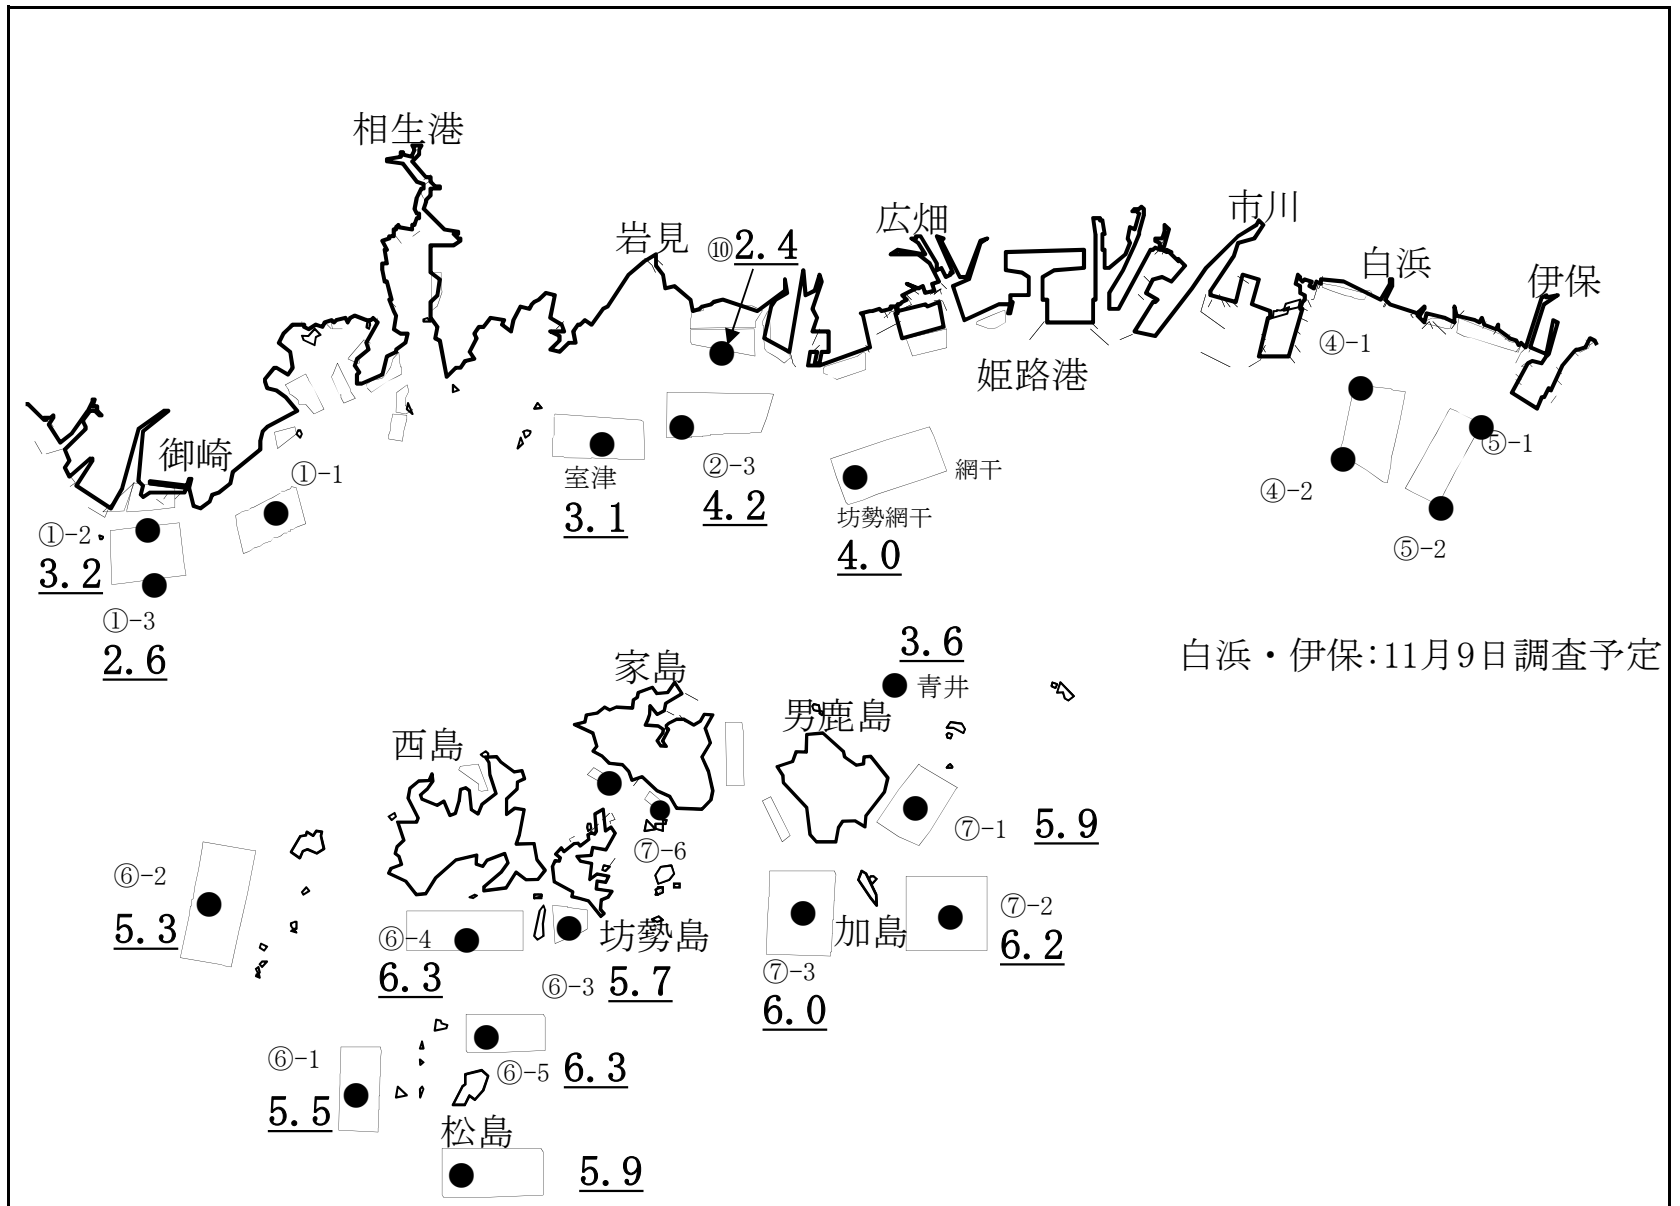 相生港
岩見
⑩2.4
広畑
市川
白浜
伊保
④-1
姫路港
御崎
①-1
室津
3.1
②-3
4.2
網干
坊勢網干
4.0
⑤-1
④-2
⑤-2
①-2
3.2
①-3
2.6
白浜・伊保:11月9日調査予定
3.6
青井
家島
男鹿島
西島
⑦-1 5.9
⑦-6
⑥-2
5.3
⑦-2
6.2
加島
坊勢島
⑥-4
6.3
⑥-3 5.7
⑦-3
6.0
⑥-1
5.5
⑥-5 6.3
松島
5.9